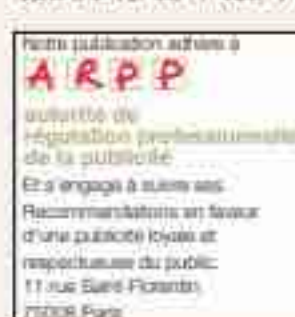 Notre publication adhère à
ARPP
autorité de
régulation professionnelle
de la publicité
Et s'engage à suivre ses
Recommandations en faveur
d'une publicité loyale et
respectueuse du public.
11 rue Saint-Florentin,
75008 Paris